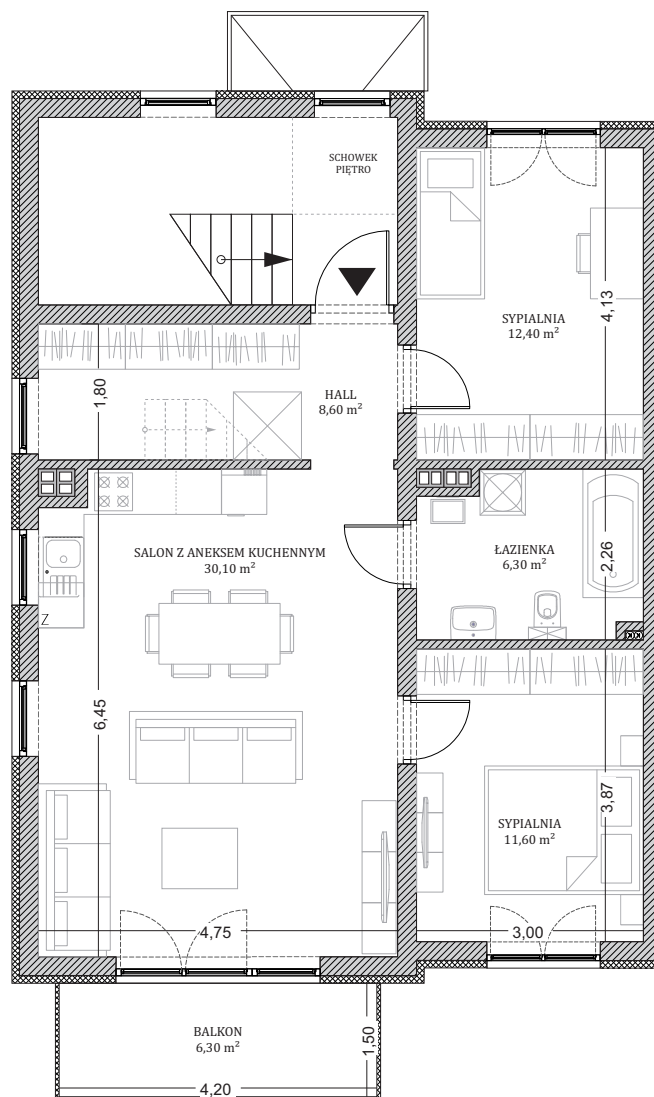 SCHOWEK
PIĘTRO
SYPIALNIA
12,40 m²
4,13
1,80
HALL
8,60 m²
SALON Z ANEKSEM KUCHENNYM
30,10 m²
ŁAZIENKA
6,30 m²
2,26
Z
6,45
SYPIALNIA
11,60 m²
3,87
4,75
3,00
BALKON
6,30 m²
1,50
4,20